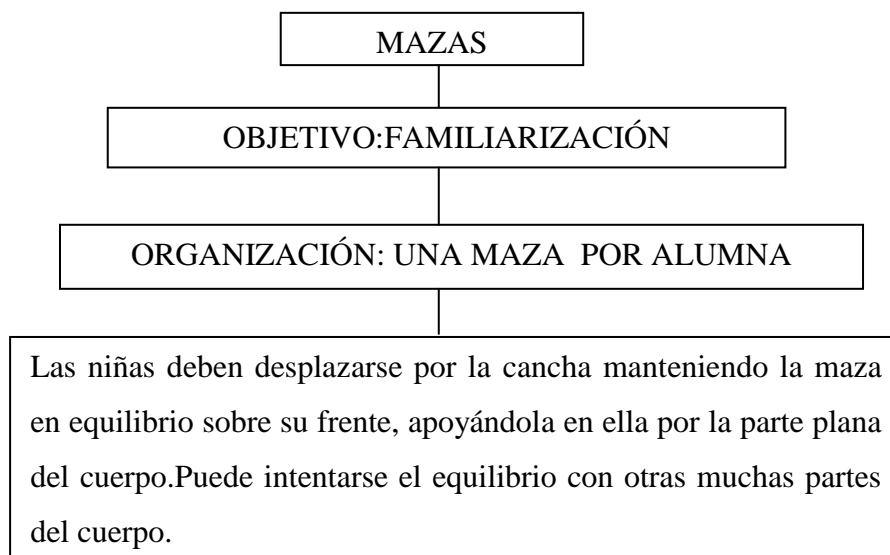 MAZAS
OBJETIVO:FAMILIARIZACIÓN
ORGANIZACIÓN: UNA MAZA  POR ALUMNA
Las niñas deben desplazarse por la cancha manteniendo la maza
en equilibrio sobre su frente, apoyándola en ella por la parte plana
del cuerpo.Puede intentarse el equilibrio con otras muchas partes
del cuerpo.